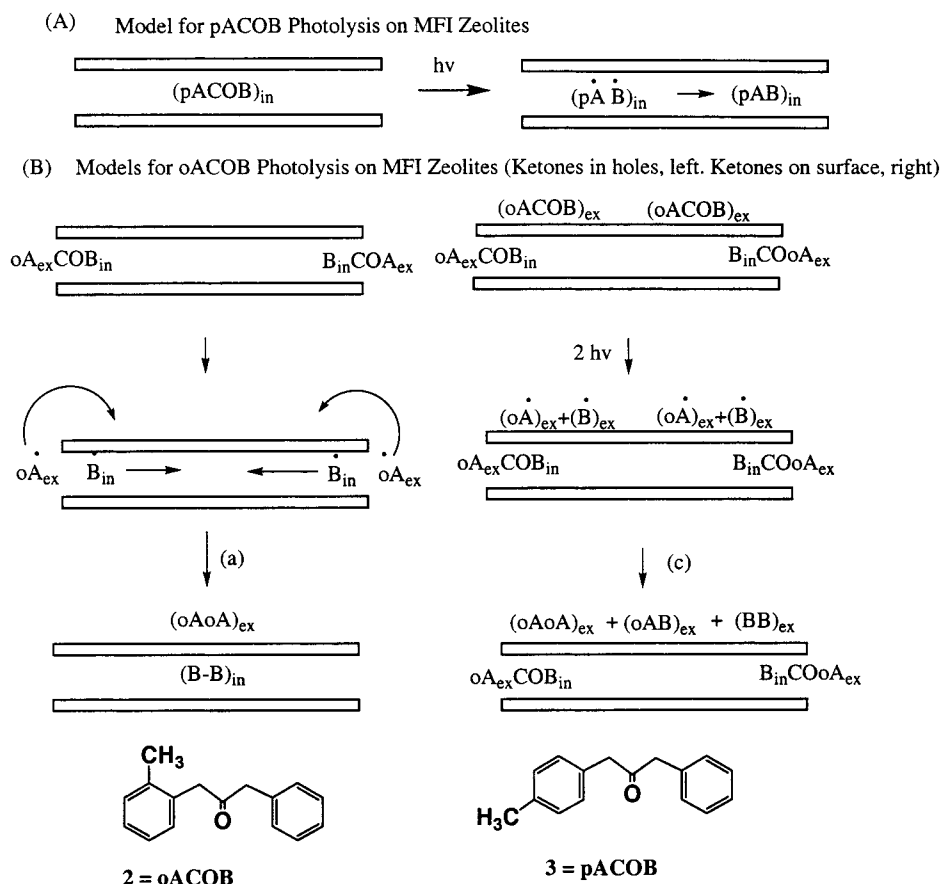 (A) Model for pACOB Photolysis on MFI Zeolites
hν
(pACOB)in
(pȦ Ḃ)in → (pAB)in
(B) Models for oACOB Photolysis on MFI Zeolites (Ketones in holes, left. Ketones on surface, right)
(oACOB)ex (oACOB)ex
oAexCOBin BinCOAex
oAexCOBin BinCOoAex
2 hν
(oȦ)ex+(Ḃ)ex (oȦ)ex+(Ḃ)ex
oȦex Ḃin Ḃin ȯAex
oAexCOBin BinCOoAex
(a)
(c)
(oAoA)ex
(oAoA)ex + (oAB)ex + (BB)ex
(B-B)in
oAexCOBin BinCOoAex
CH3
O
O
H3C
2 = oACOB
3 = pACOB